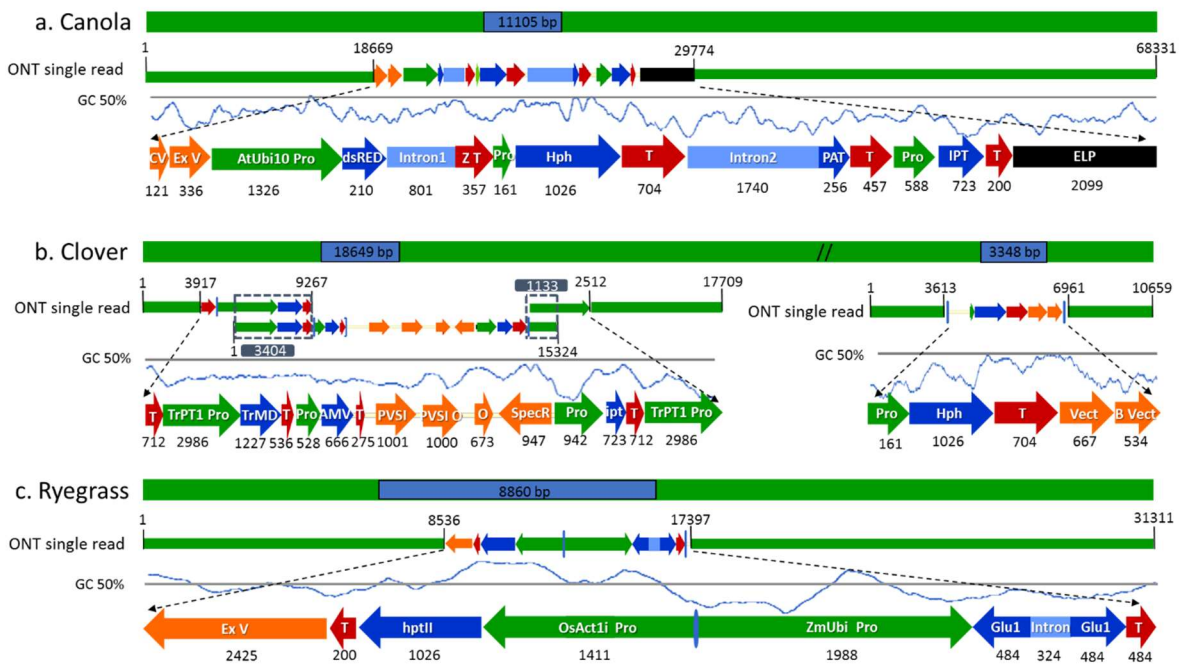 a. Canola
11105 bp
1 18669 29774 68331
ONT single read
GC 50%
CV Ex V AtUbi10 Pro dsRED Intron1 Z T Pro Hph T Intron2 PAT T Pro IPT T ELP
121 336 1326 210 801 357 161 1026 704 1740 256 457 588 723 200 2099
b. Clover
18649 bp // 3348 bp
1 3917 9267 1133 2512 17709
ONT single read
1 3613 6961 10659
ONT single read
1 3404 15324
GC 50%
GC 50%
T TrPT1 Pro TrMD T Pro AMV T PVSI PVSI O O SpecR Pro ipt T TrPT1 Pro
712 2986 1227 536 528 666 275 1001 1000 673 947 942 723 712 2986
Pro Hph T Vect B Vect
161 1026 704 667 534
c. Ryegrass
8860 bp
1 8536 17397 31311
ONT single read
GC 50%
Ex V T hptII OsAct1i Pro ZmUbi Pro Glu1 Intron Glu1 T
2425 200 1026 1411 1988 484 324 484 484